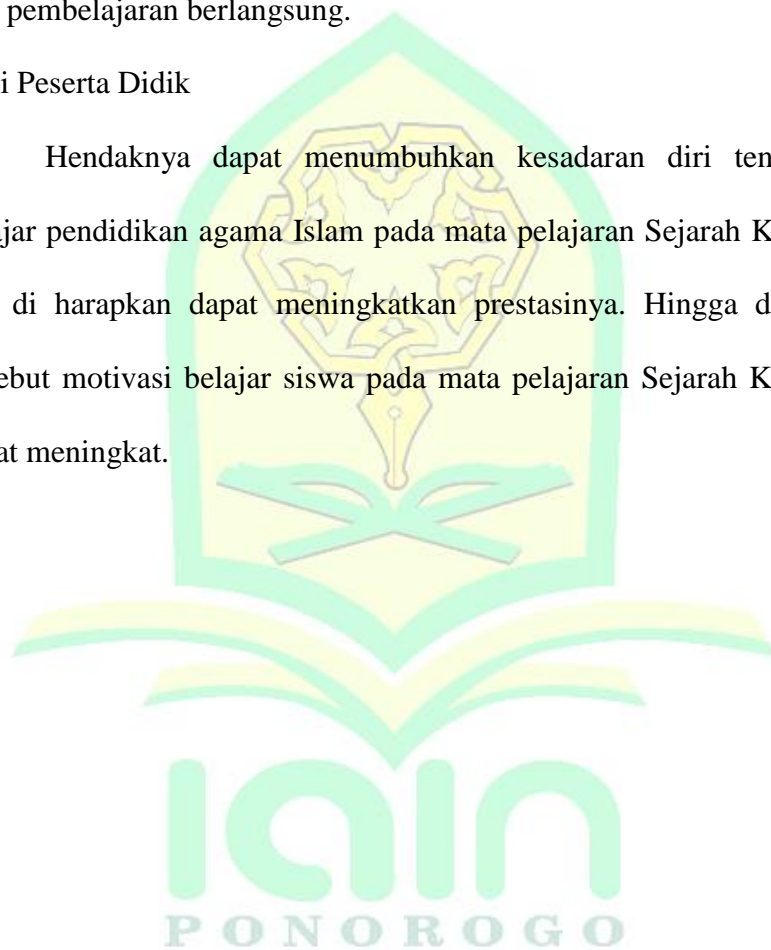 pembelajaran berlangsung.
i Peserta Didik
Hendaknya dapat menumbuhkan kesadaran diri ten
jar pendidikan agama Islam pada mata pelajaran Sejarah K
di harapkan dapat meningkatkan prestasinya. Hingga d
ebut motivasi belajar siswa pada mata pelajaran Sejarah K
at meningkat.
iain
PONOROGO